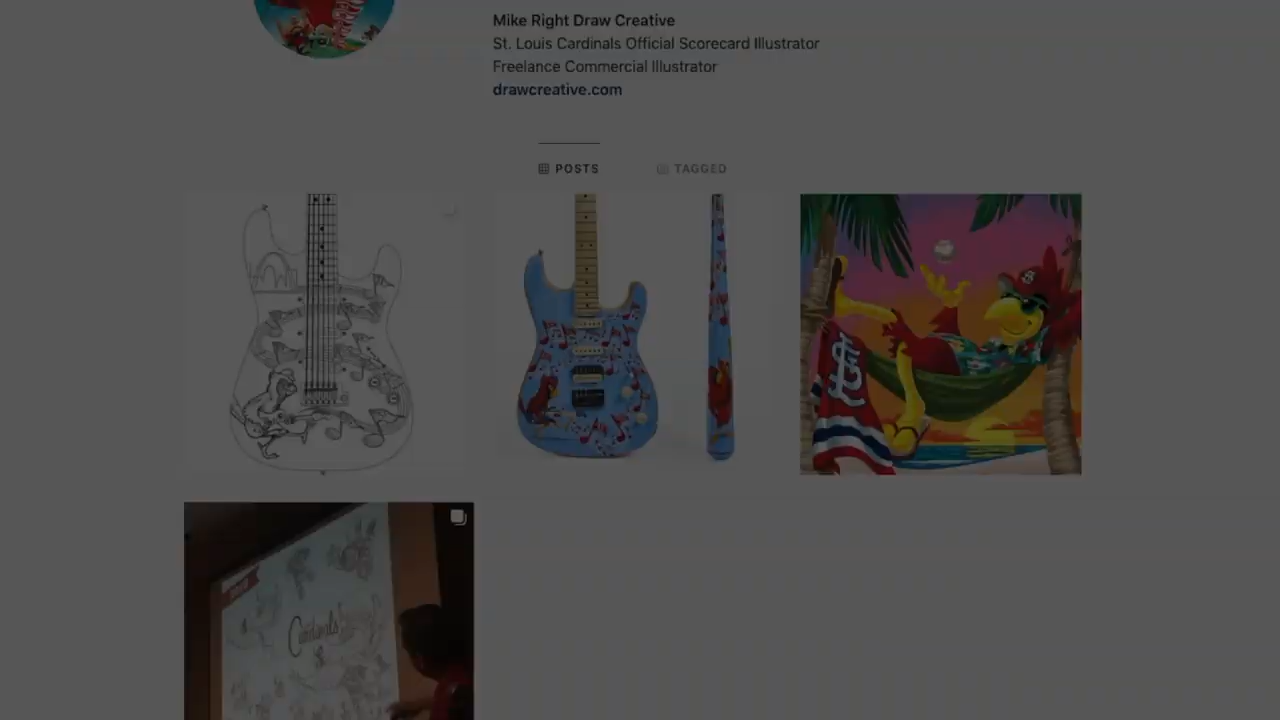 Mike Right Draw Creative
St. Louis Cardinals Official Scorecard Illustrator
Freelance Commercial Illustrator
drawcreative.com
POSTS
TAGGED
Cardinals